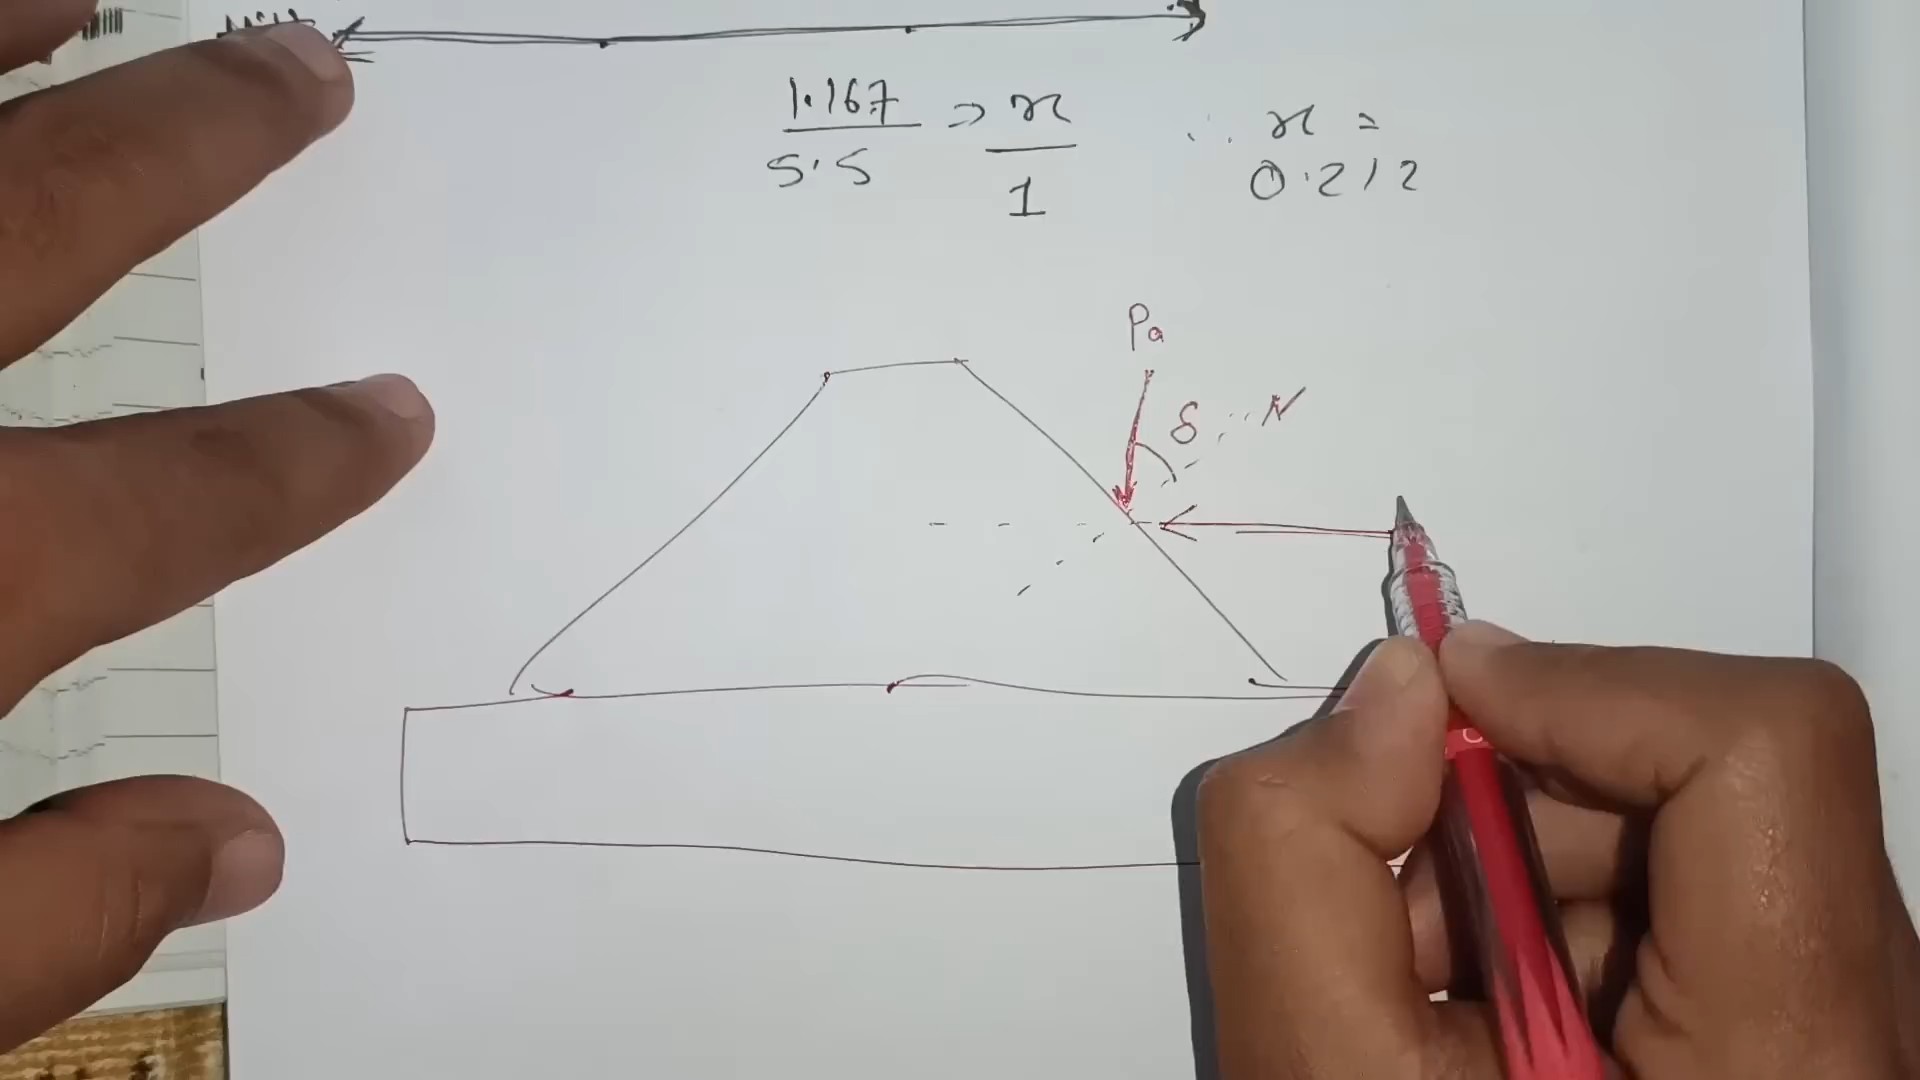 1.167 => x ∴ x =
5.5 1 0.212
Pa
δ N